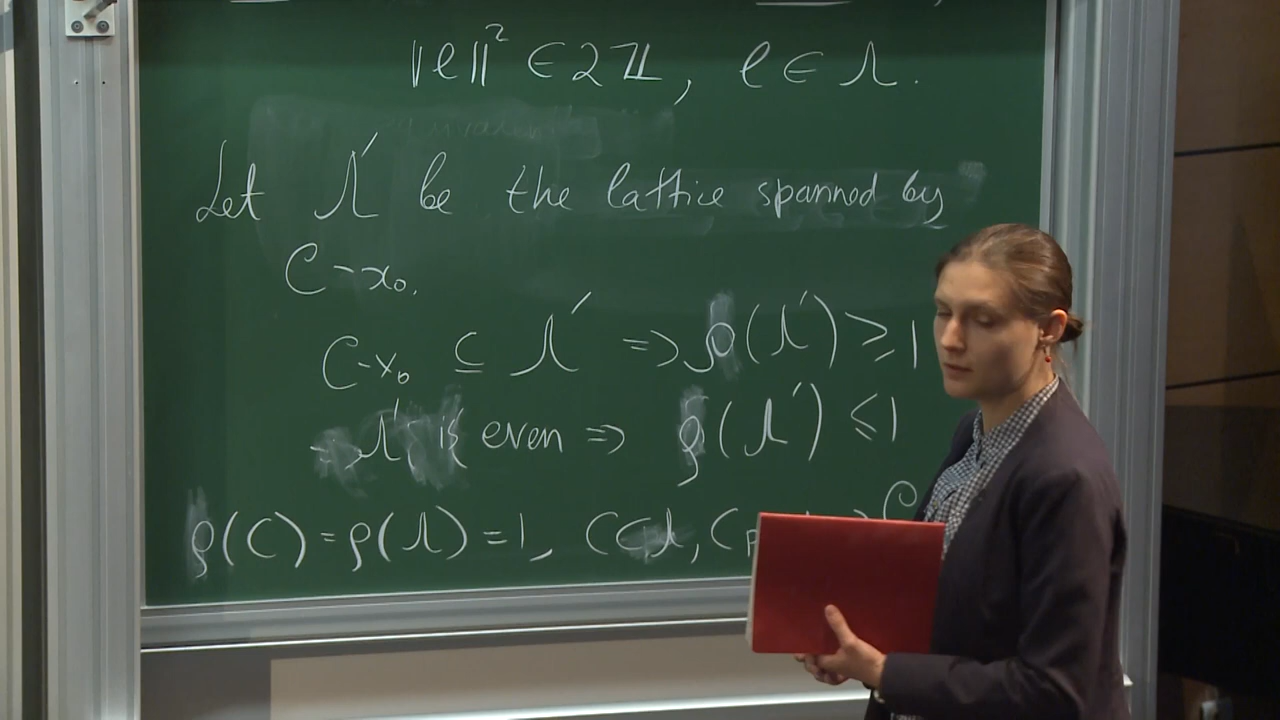 ‖ℓ‖² ∈ 2ℤ, ℓ ∈ Λ.
Let Λ' be the lattice spanned by
C - x₀.
C-x₀ ⊆ Λ' => ρ(Λ') ≥ 1
=> Λ' is even => ρ(Λ') ≤ 1
ρ(C) = ρ(Λ) = 1, C